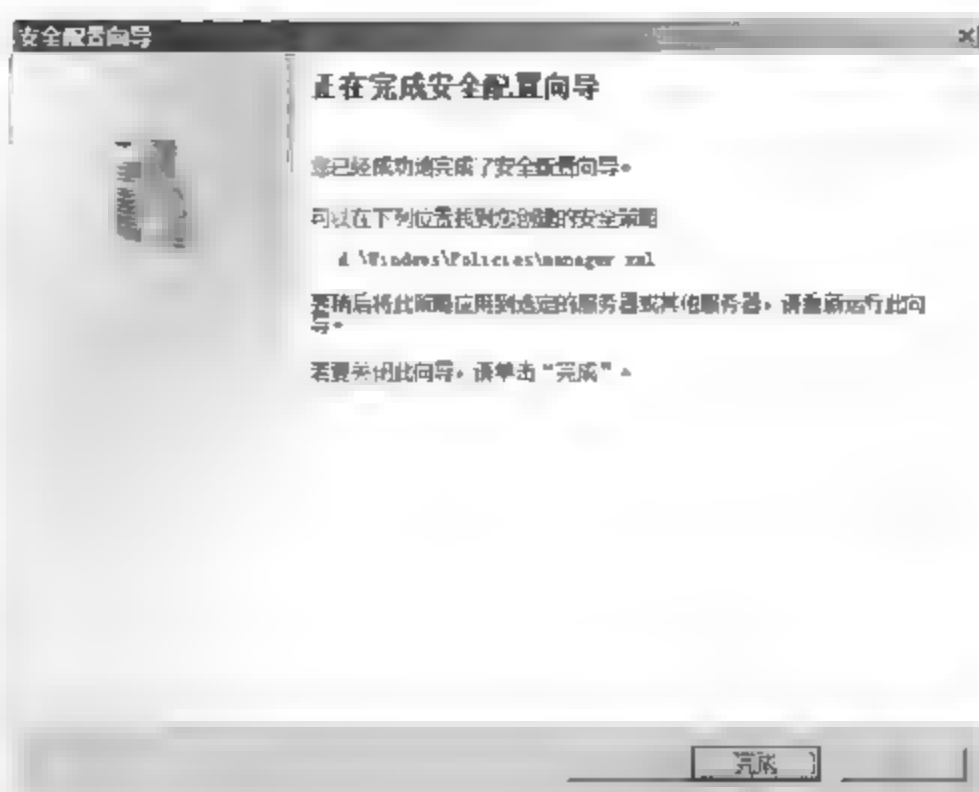 安全配置向导
正在完成安全配置向导
您已经成功地完成了安全配置向导。
可以在下列位置找到您创建的安全策略
d \Windows\Policies\manager xml
要稍后将此策略应用到选定的服务器或其他服务器，请重新运行此向
导。
若要关闭此向导，请单击“完成”。
完成